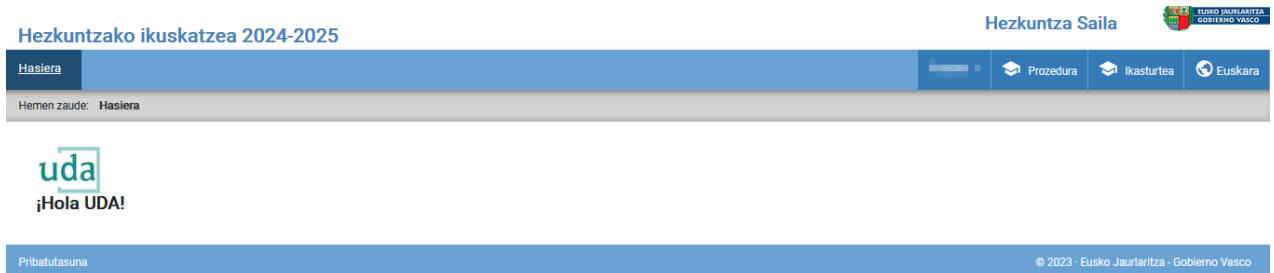 Hezkuntzako ikuskatzea 2024-2025
Hezkuntza Saila
EUSKO JAURLARITZA
GOBIERNO VASCO
Hasiera
Prozedura
Ikasturtea
Euskara
Hemen zaude: Hasiera
uda
¡Hola UDA!
Pribatutasuna
© 2023 - Eusko Jaurlaritza - Gobierno Vasco